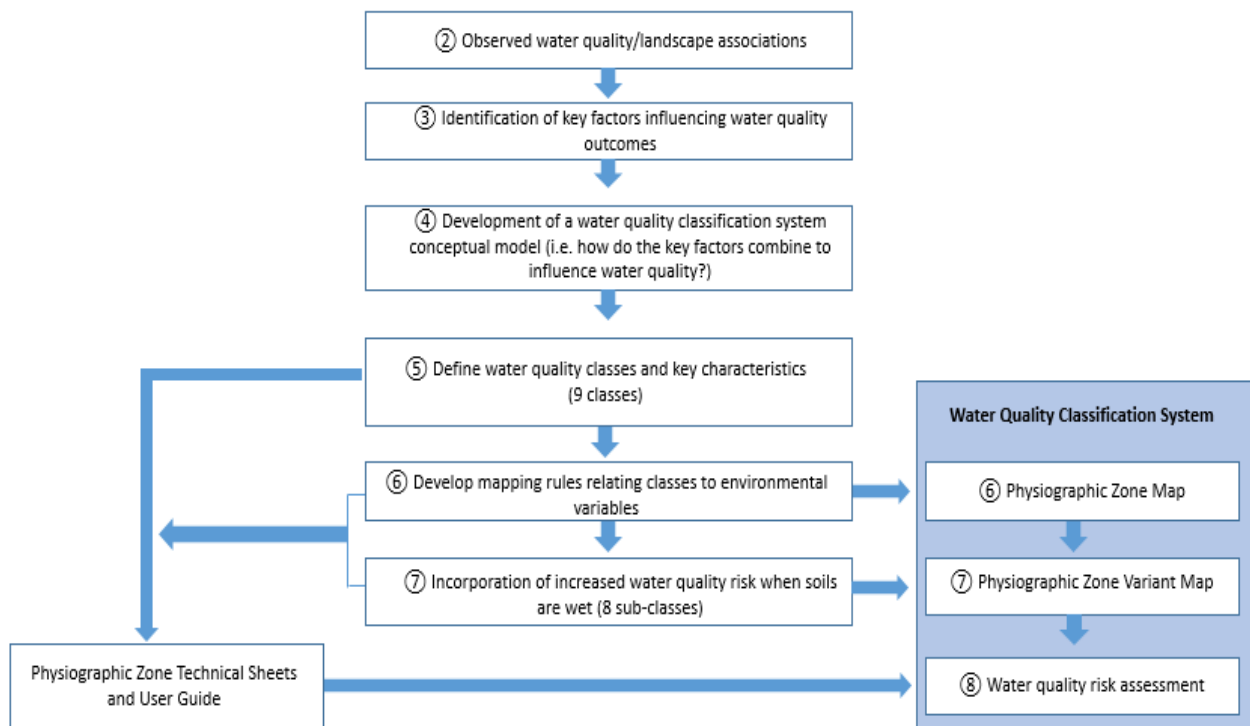 ② Observed water quality/landscape associations
③ Identification of key factors influencing water quality
outcomes
④ Development of a water quality classification system
conceptual model (i.e. how do the key factors combine to
influence water quality?)
⑤ Define water quality classes and key characteristics
(9 classes)
Water Quality Classification System
⑥ Develop mapping rules relating classes to environmental
variables
⑥ Physiographic Zone Map
⑦ Incorporation of increased water quality risk when soils
are wet (8 sub-classes)
⑦ Physiographic Zone Variant Map
Physiographic Zone Technical Sheets
and User Guide
⑧ Water quality risk assessment